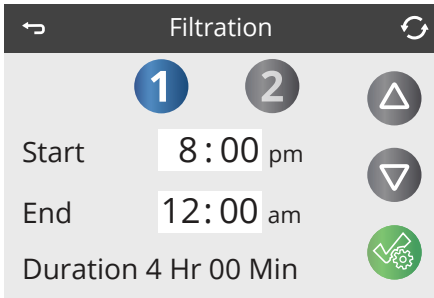 Filtration
1 2
Start 8:00 pm
End 12:00 am
Duration 4 Hr 00 Min